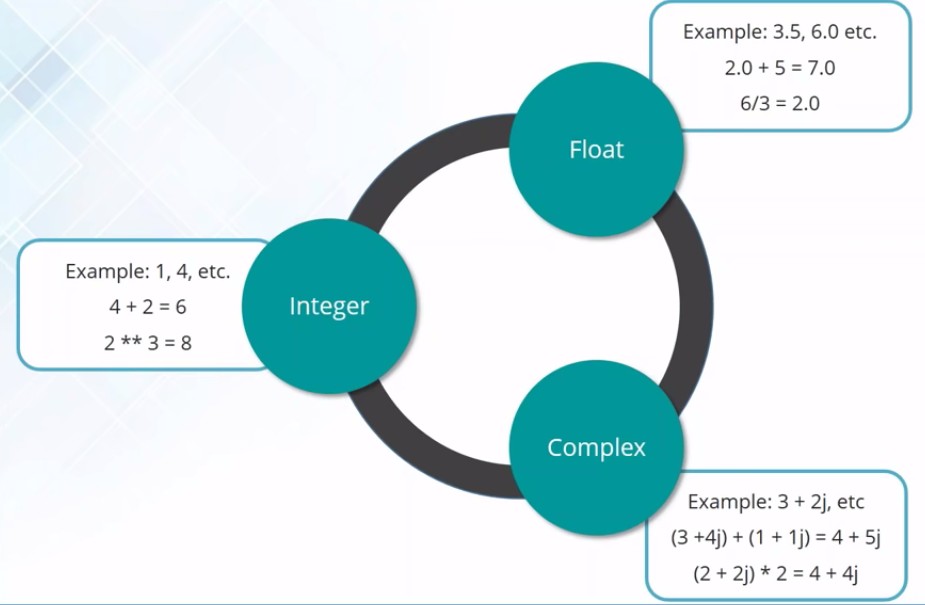 Example: 3.5, 6.0 etc.
2.0 + 5 = 7.0
6/3 = 2.0
Float
Example: 1, 4, etc.
4 + 2 = 6
2 ** 3 = 8
Integer
Complex
Example: 3 + 2j, etc
(3 +4j) + (1 + 1j) = 4 + 5j
(2 + 2j) * 2 = 4 + 4j